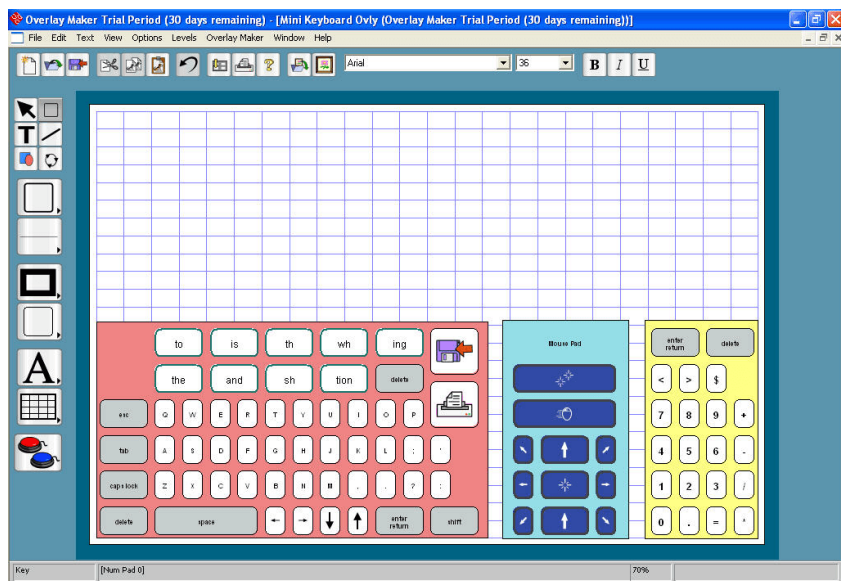 Overlay Maker Trial Period (30 days remaining) - [Mini Keyboard Ovly (Overlay Maker Trial Period (30 days remaining))]
File Edit Text View Options Levels Overlay Maker Window Help
Arial 36 B I U
T
A
to is th wh ing
the and sh tion delete
esc Q W E R T Y U I O P
tab A S D F G H J K L ; '
caps lock Z X C V B N M , . ? :
delete space ← → ↓ ↑ enter return shift
Mouse Pad
enter return delete
< > $
7 8 9 +
4 5 6 -
1 2 3 /
0 . = *
Key [Num Pad 0] 70%